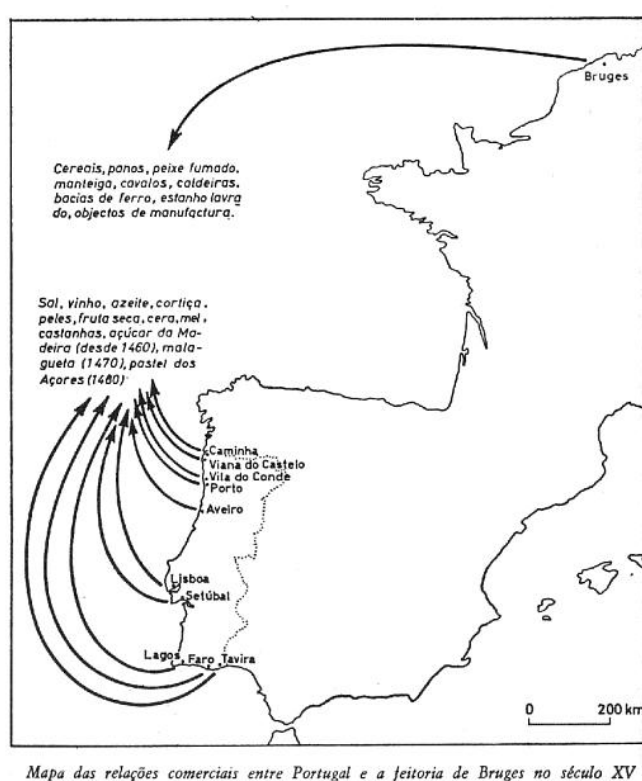 Bruges
Cereais, panos, peixe fumado,
manteiga, cavalos, caldeiras,
bacias de ferro, estanho lavra
do, objectos de manufactura.
Sal, vinho, azeite, cortiça,
peles, fruta seca, cera, mel,
castanhas, açúcar da Ma-
deira (desde 1460), mala-
gueta (1470), pastel dos
Açores (1480)
Caminha
Viana do Castelo
Vila do Conde
Porto
Aveiro
Lisboa
Setúbal
Lagos Faro Tavira
0 200 km
Mapa das relações comerciais entre Portugal e a feitoria de Bruges no século XV